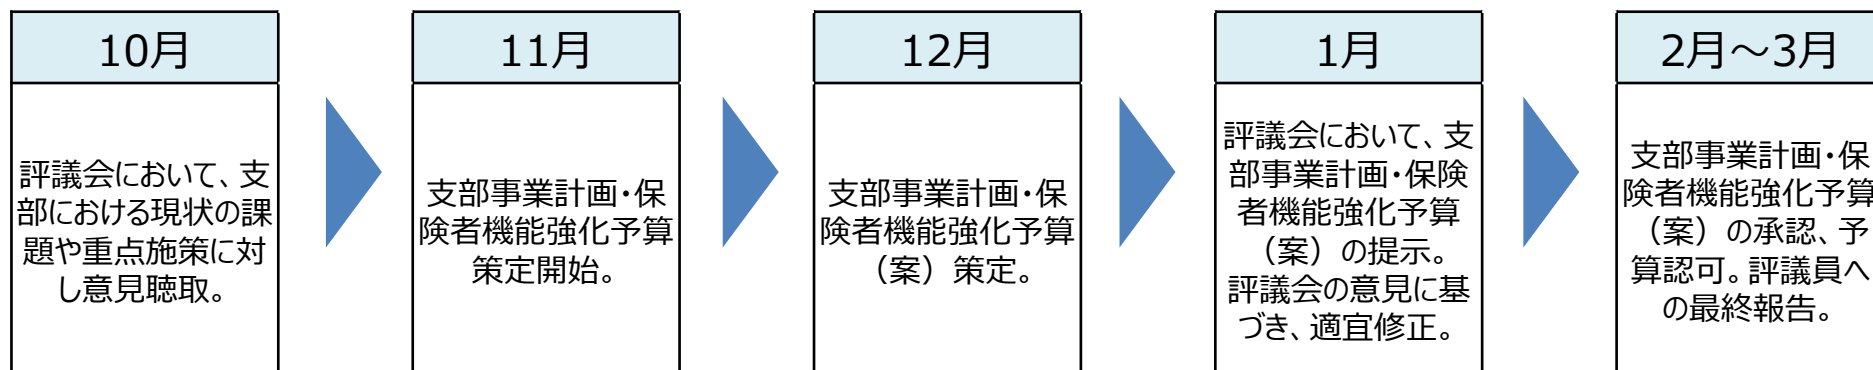 10月
評議会において、支
部における現状の課
題や重点施策に対
し意見聴取。
11月
支部事業計画・保
険者機能強化予算
策定開始。
12月
支部事業計画・保
険者機能強化予算
（案）策定。
1月
評議会において、支
部事業計画・保険
者機能強化予算
（案）の提示。
評議会の意見に基
づき、適宜修正。
2月～3月
支部事業計画・保
険者機能強化予算
（案）の承認、予
算認可。評議員へ
の最終報告。